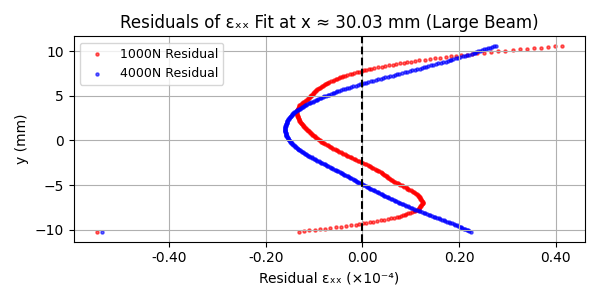 Residuals of εₓₓ Fit at x ≈ 30.03 mm (Large Beam)
1000N Residual
4000N Residual
y (mm)
10
5
0
−5
−10
-0.40
-0.20
0.00
0.20
0.40
Residual εₓₓ (×10⁻⁴)